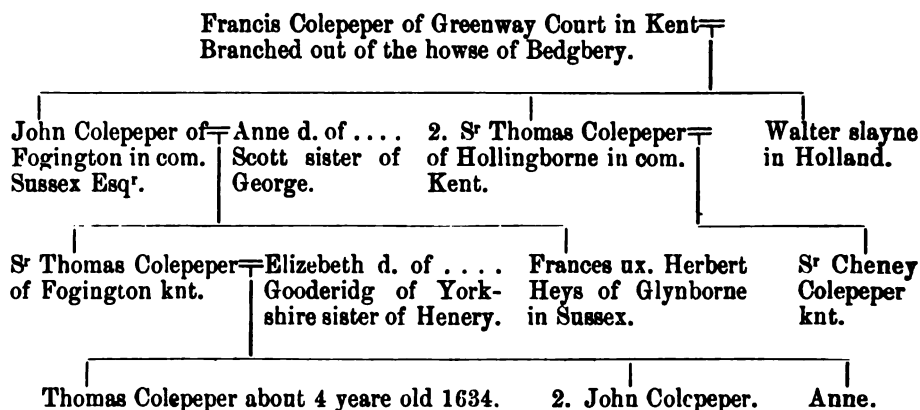 Francis Colepeper of Greenway Court in Kent
Branched out of the howse of Bedgbery.
John Colepeper of
Fogington in com.
Sussex Esqr.
Anne d. of ....
Scott sister of
George.
2. Sr Thomas Colepeper
of Hollingborne in com.
Kent.
Walter slayne
in Holland.
Sr Thomas Colepeper
of Fogington knt.
Elizebeth d. of ....
Gooderidg of York-
shire sister of Henery.
Frances ux. Herbert
Heys of Glynborne
in Sussex.
Sr Cheney
Colepeper
knt.
Thomas Colepeper about 4 yeare old 1634.
2. John Colepeper.
Anne.